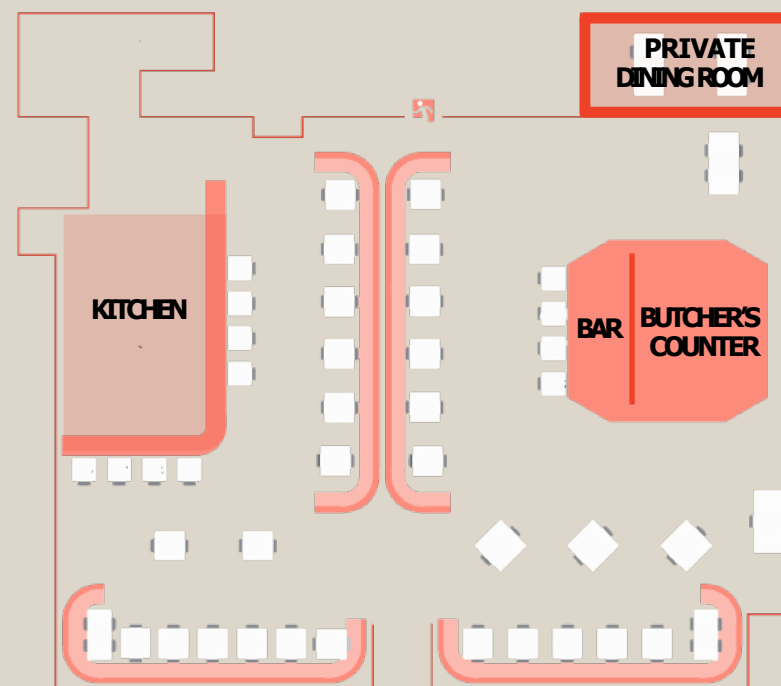 PRIVATE
DINING ROOM
KITCHEN
BAR
BUTCHER'S
COUNTER